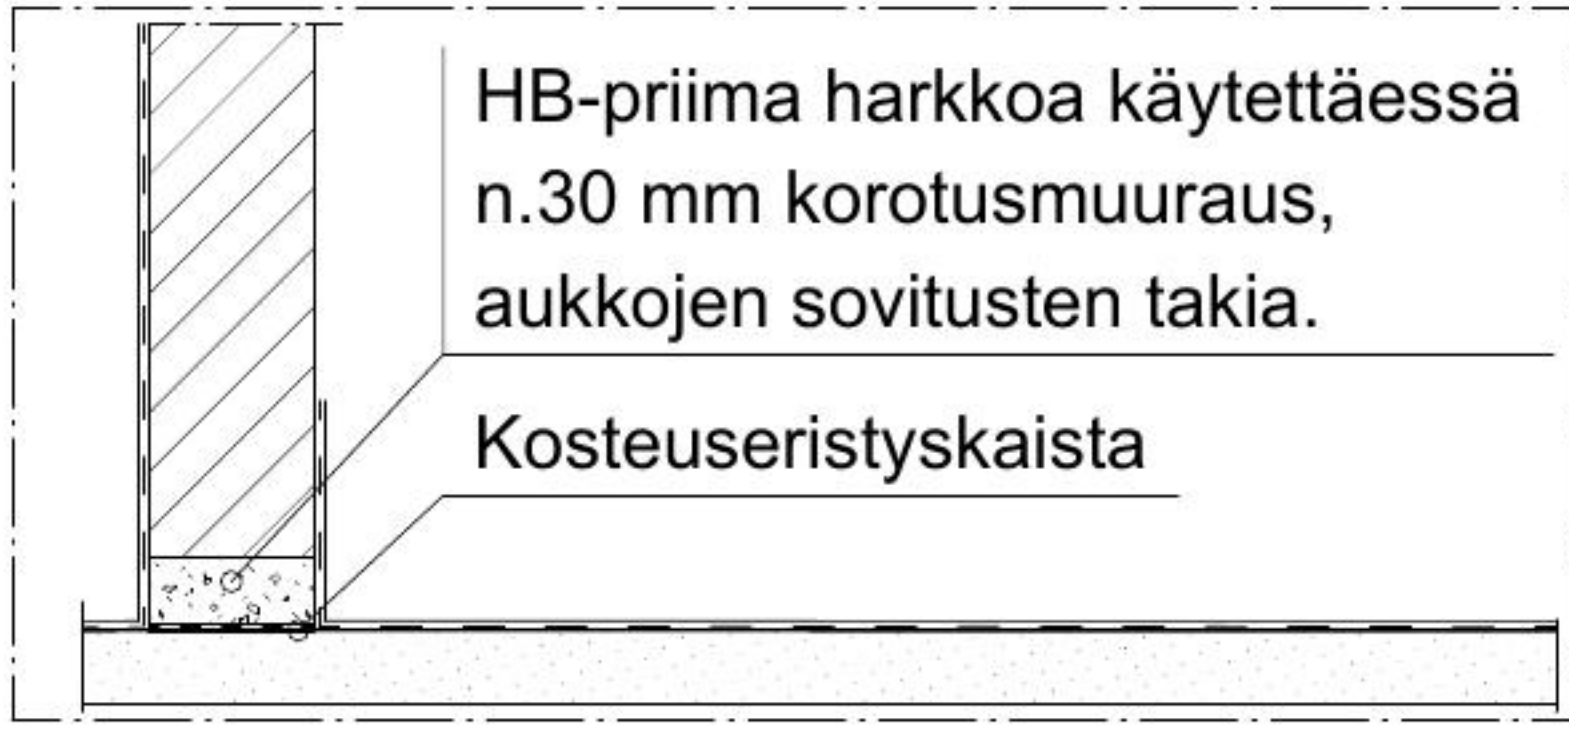 HB-priima harkkoa käytettäessä
n.30 mm korotusmuuraus,
aukkojen sovitusten takia.
Kosteuseristyskaista